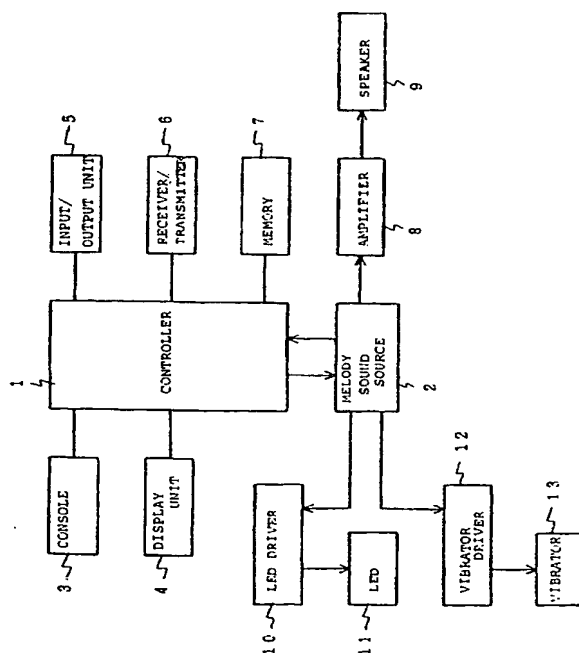 1
CONTROLLER
3
CONSOLE
4
DISPLAY
UNIT
5
INPUT/
OUTPUT UNIT
6
RECEIVER/
TRANSMITTER
7
MEMORY
2
MELODY
SOUND
SOURCE
8
AMPLIFIER
9
SPEAKER
10
LED DRIVER
11
LED
12
VIBRATOR
DRIVER
13
VIBRATOR